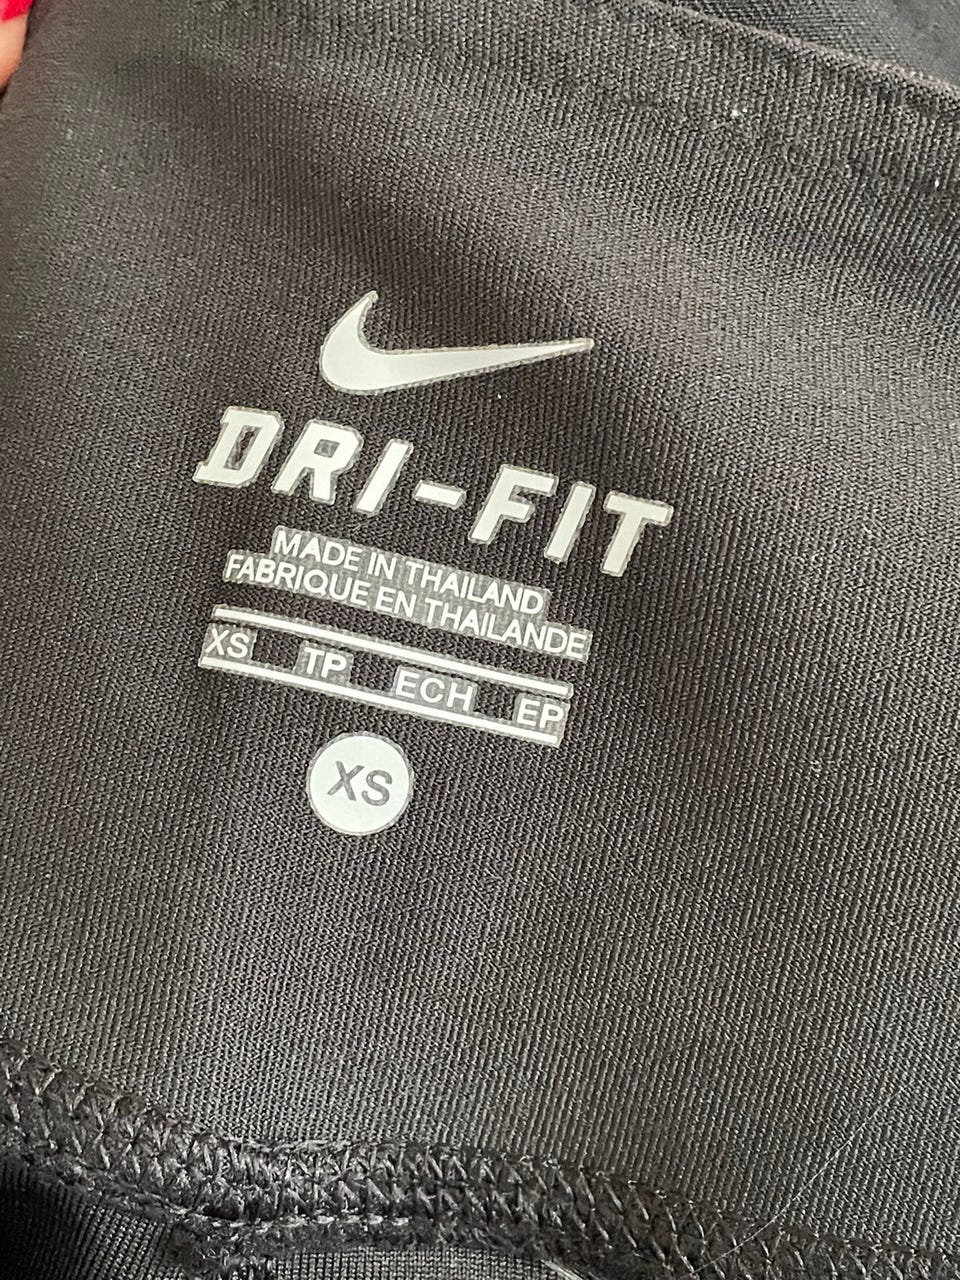 DRI-FIT
MADE IN THAILAND
FABRIQUE EN THAILANDE
XS TP ECH EP
XS